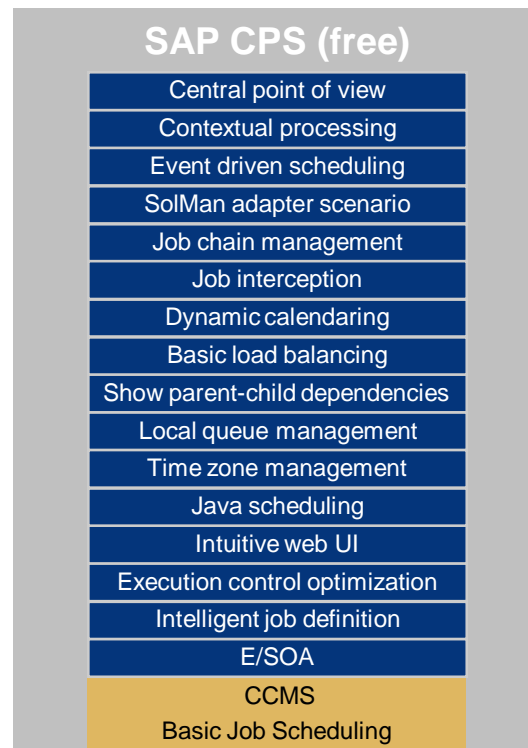 SAP CPS (free)
Central point of view
Contextual processing
Event driven scheduling
SolMan adapter scenario
Job chain management
Job interception
Dynamic calendaring
Basic load balancing
Show parent-child dependencies
Local queue management
Time zone management
Java scheduling
Intuitive web UI
Execution control optimization
Intelligent job definition
E/SOA
CCMS
Basic Job Scheduling